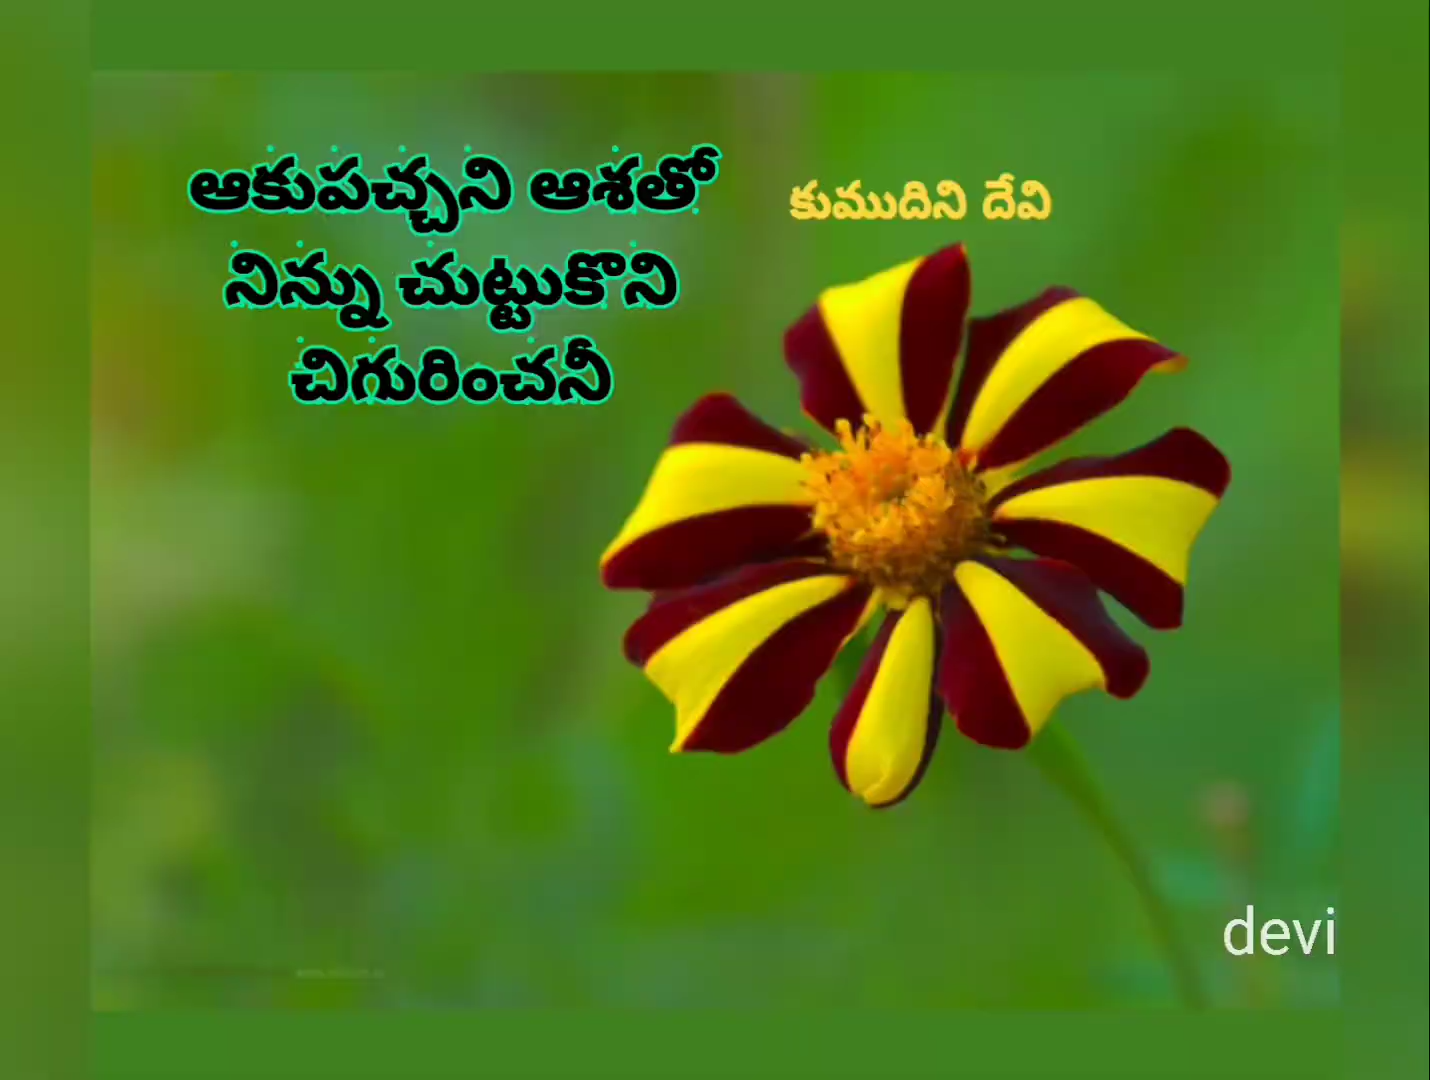 ఆకుపచ్చని ఆశతో
నిన్ను చుట్టుకొని
చిగురించనీ
కుముదిని దేవి
devi